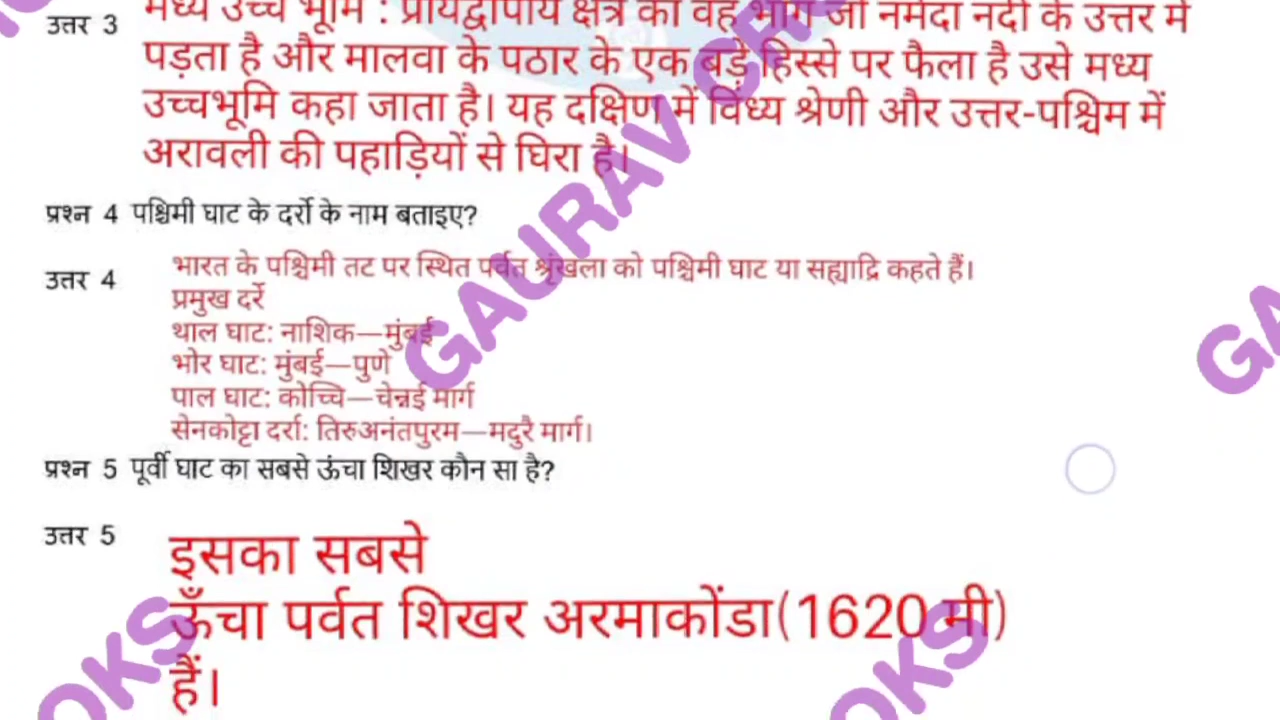 उत्तर 3
मध्य उच्च भूमि : प्रायद्वीपीय क्षेत्र का वह भाग जो नर्मदा नदी के उत्तर में
पड़ता है और मालवा के पठार के एक बड़े हिस्से पर फैला है उसे मध्य
उच्चभूमि कहा जाता है। यह दक्षिण में विंध्य श्रेणी और उत्तर-पश्चिम में
अरावली की पहाड़ियों से घिरा है।
प्रश्न 4 पश्चिमी घाट के दर्रो के नाम बताइए?
उत्तर 4
भारत के पश्चिमी तट पर स्थित पर्वत श्रृंखला को पश्चिमी घाट या सह्याद्रि कहते हैं।
प्रमुख दर्रे
थाल घाट: नाशिक—मुंबई
भोर घाट: मुंबई—पुणे
पाल घाट: कोच्चि—चेन्नई मार्ग
सेनकोट्टा दर्रा: तिरुअनंतपुरम—मदुरै मार्ग।
प्रश्न 5 पूर्वी घाट का सबसे ऊंचा शिखर कौन सा है?
उत्तर 5
इसका सबसे
ऊँचा पर्वत शिखर अरमाकोंडा(1620 मी)
हैं।
GAURAV
GA
OKS
OKS